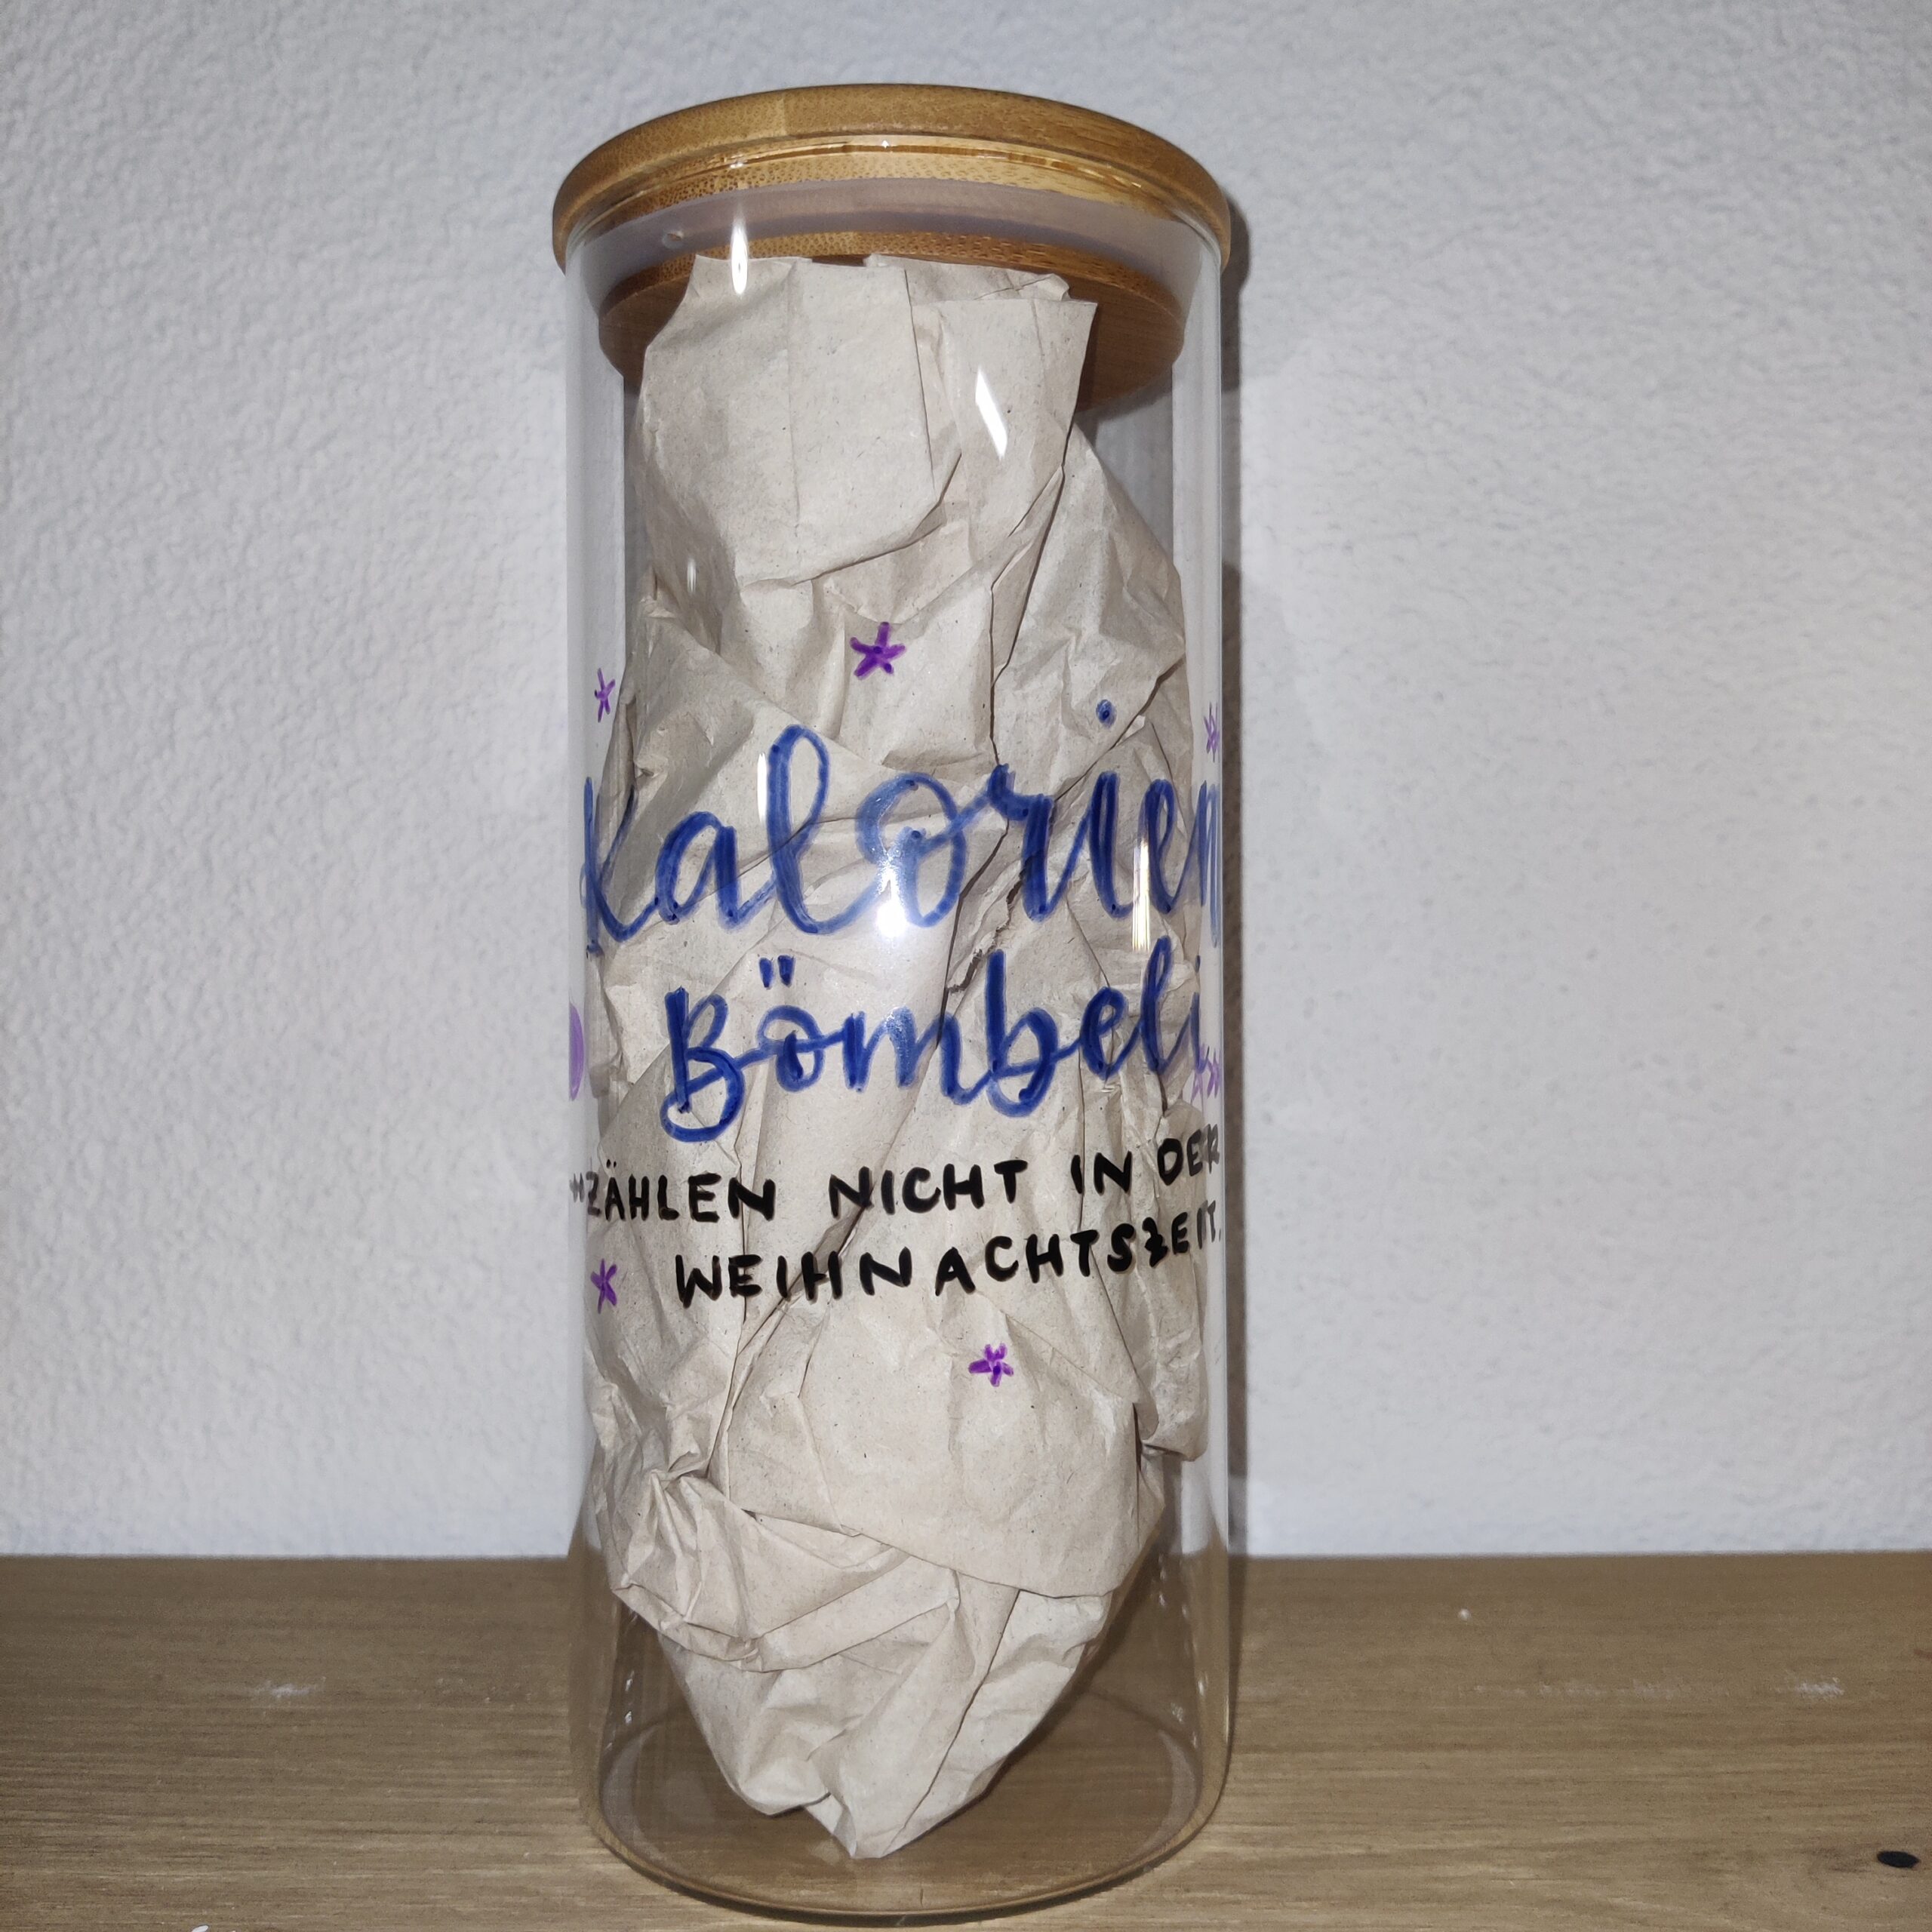 Kalorien
Bömbeli
ZÄHLEN NICHT IN DER
WEIHNACHTSZEIT.